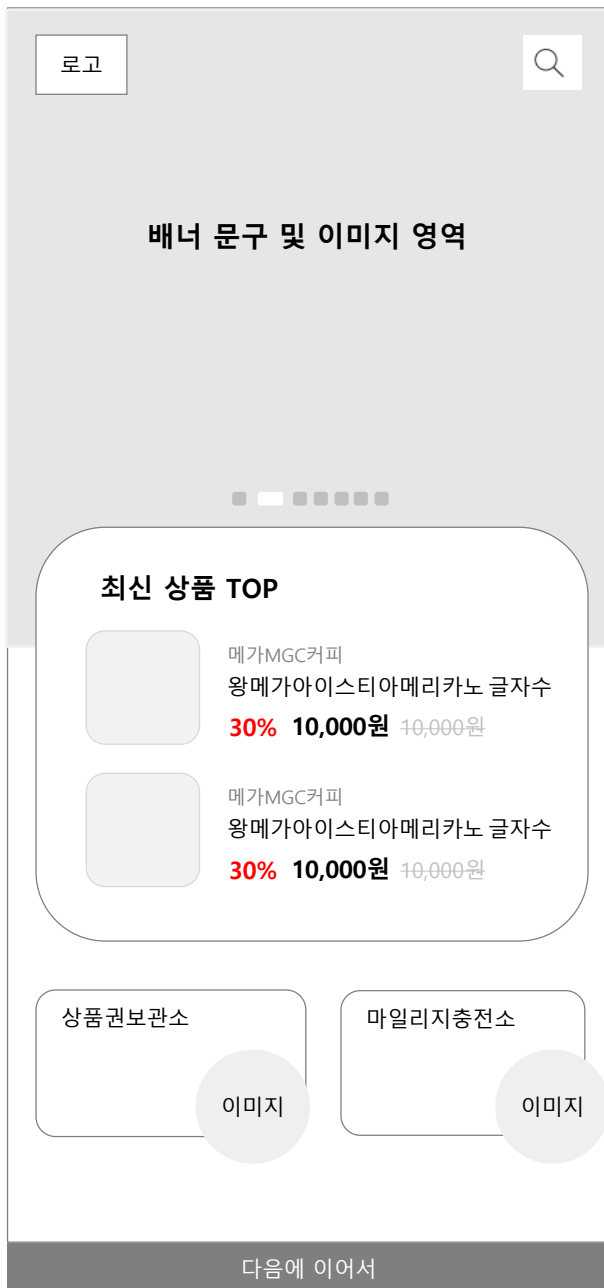 로고
배너 문구 및 이미지 영역
최신 상품 TOP
메가MGC커피
왕메가아이스티아메리카노 글자수
30% 10,000원 10,000원
메가MGC커피
왕메가아이스티아메리카노 글자수
30% 10,000원 10,000원
상품권보관소
마일리지충전소
이미지
이미지
다음에 이어서